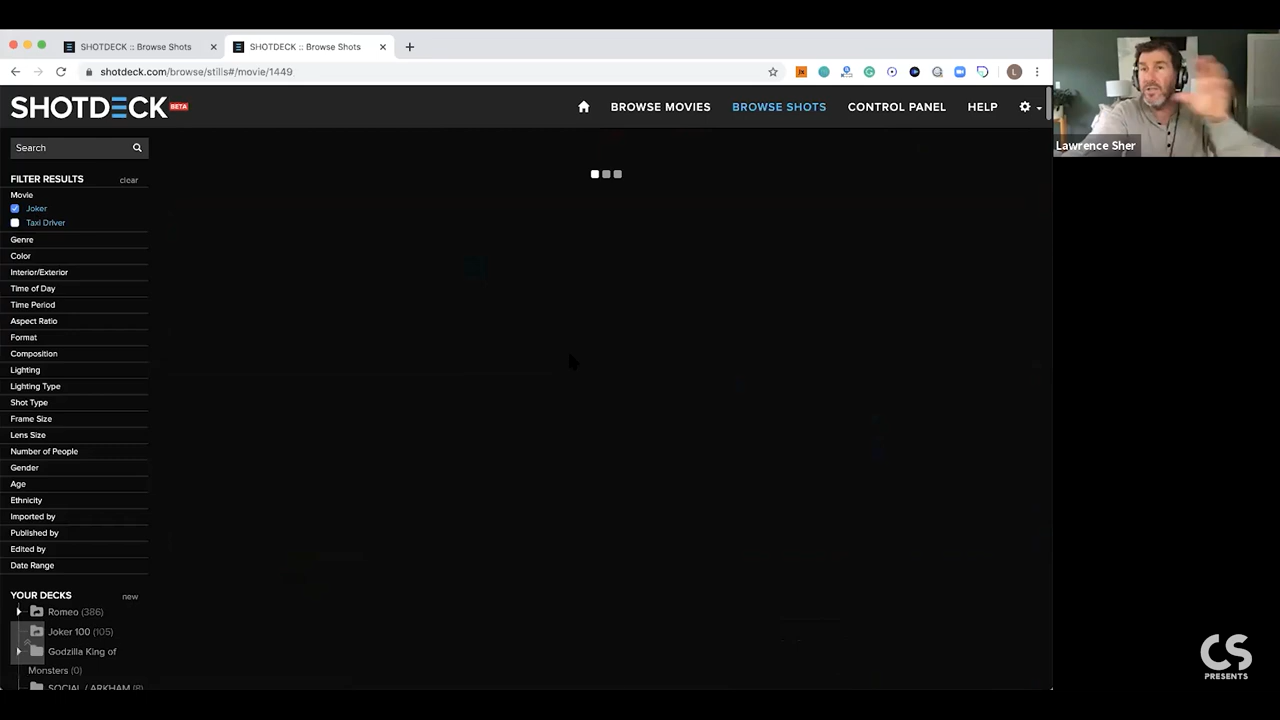 SHOTDECK :: Browse Shots
SHOTDECK :: Browse Shots
shotdeck.com/browse/stills#/movie/1449
L
SHOTDECK BETA
BROWSE MOVIES
BROWSE SHOTS
CONTROL PANEL
HELP
Lawrence Sher
Search
FILTER RESULTS
clear
Movie
Joker
Taxi Driver
Genre
Color
Interior/Exterior
Time of Day
Time Period
Aspect Ratio
Format
Composition
Lighting
Lighting Type
Shot Type
Frame Size
Lens Size
Number of People
Gender
Age
Ethnicity
Imported by
Published by
Edited by
Date Range
YOUR DECKS
new
Romeo (386)
Joker 100 (105)
Godzilla King of
Monsters (0)
SOCIAL / ARKHAM (8)
CS
PRESENTS